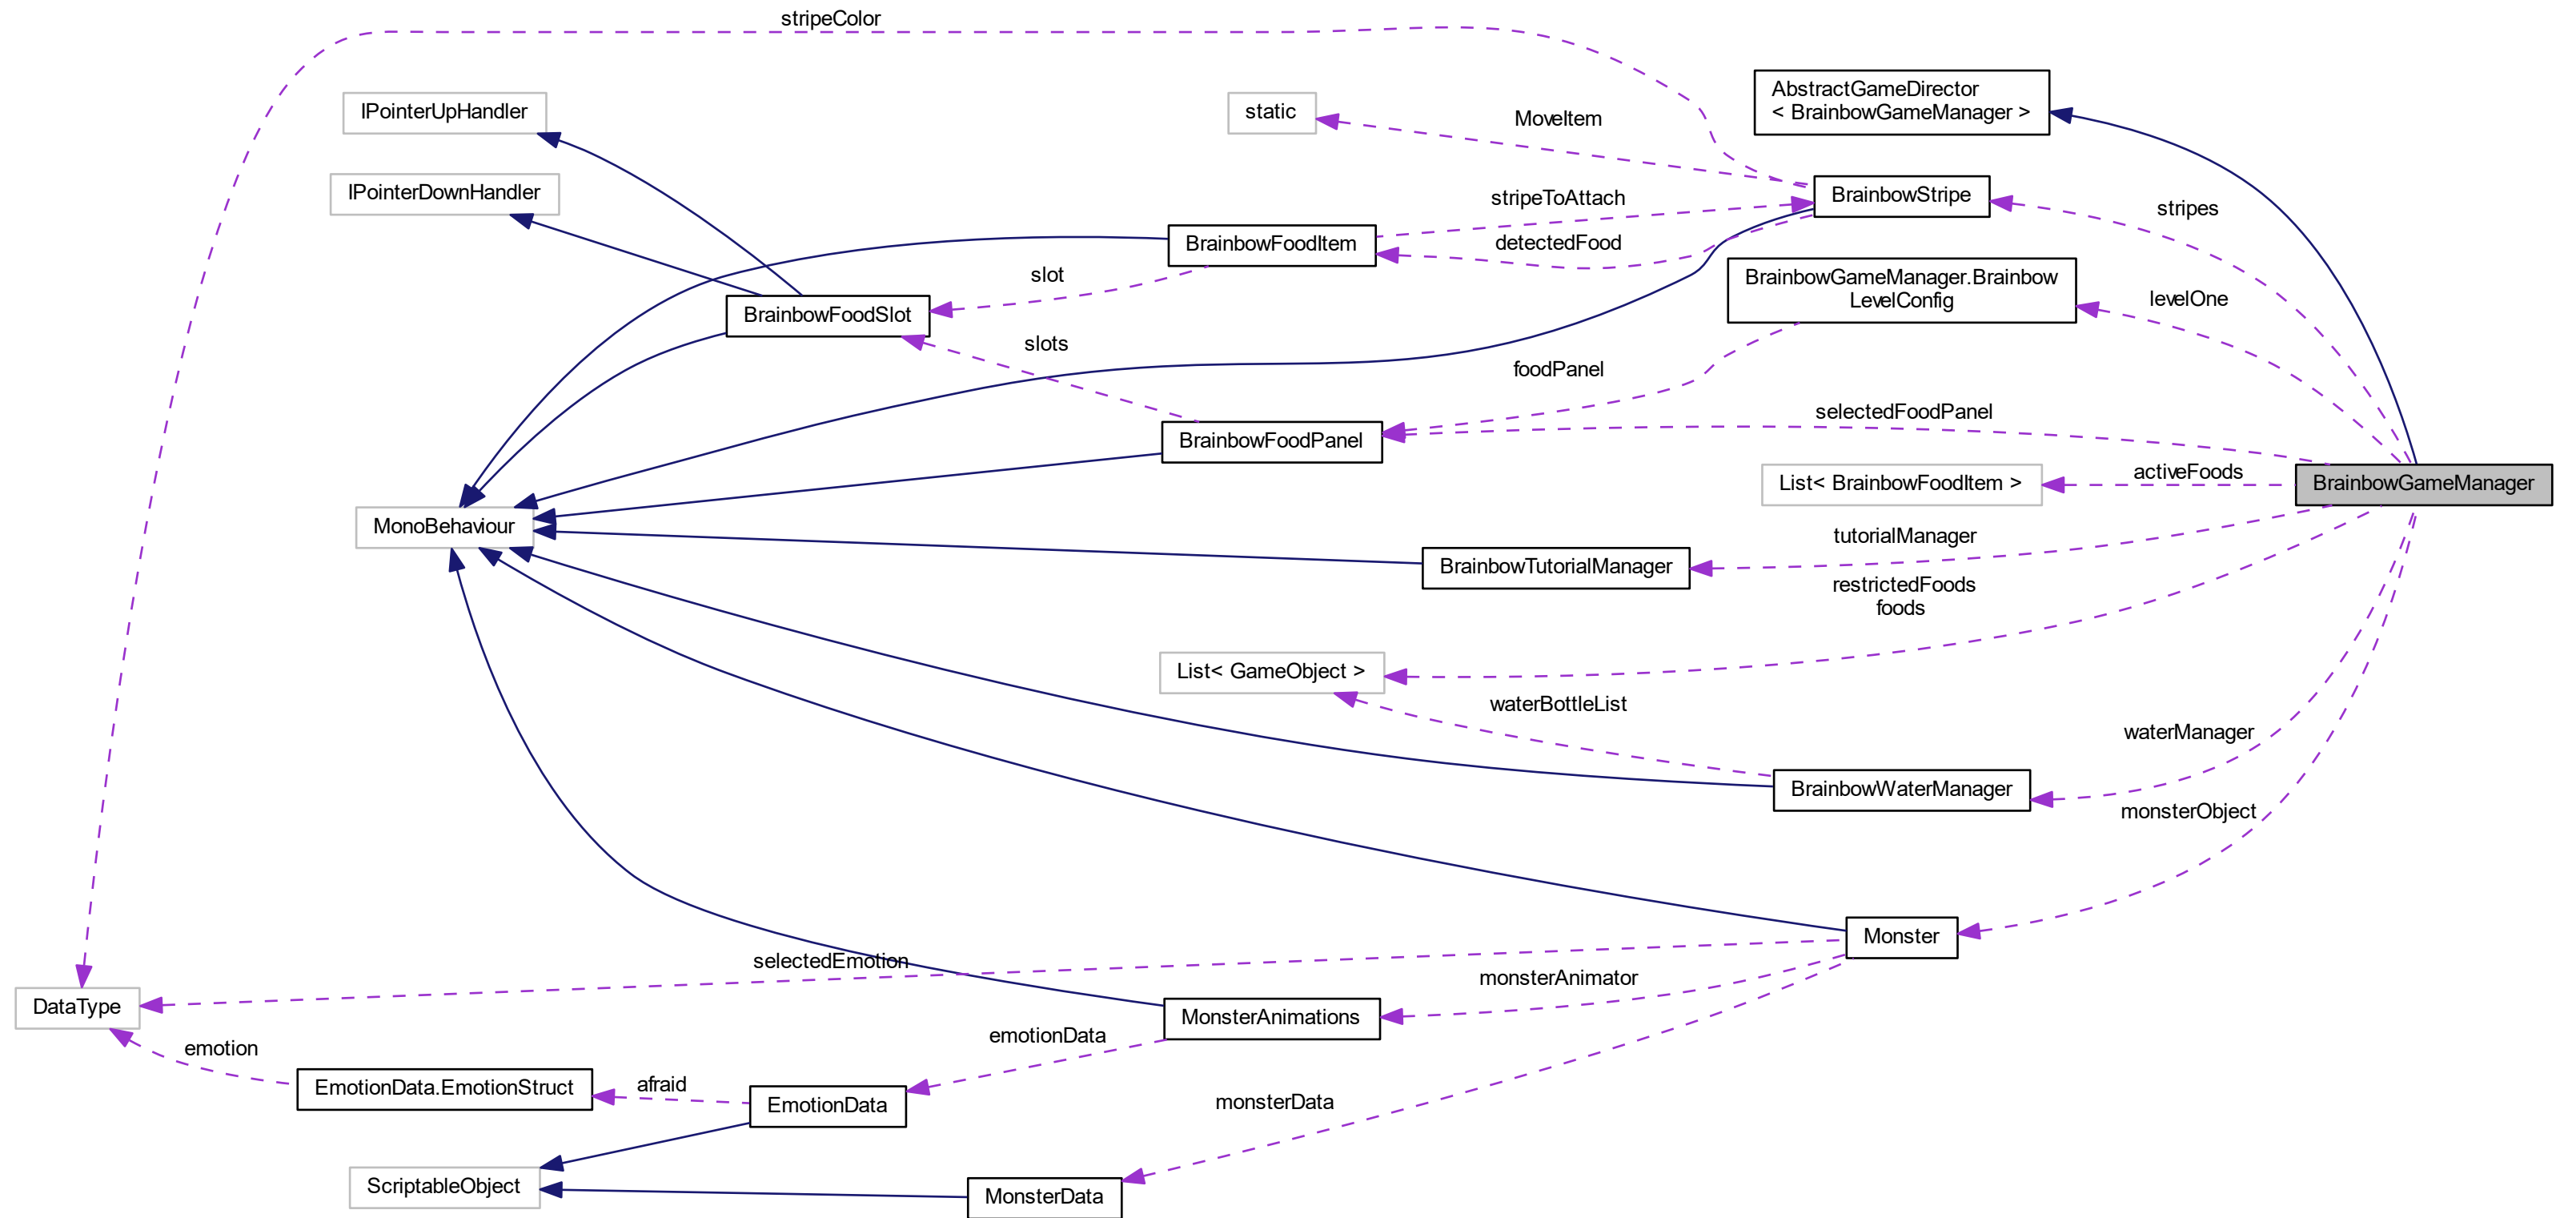 stripeColor
IPointerUpHandler
static
MoveItem
AbstractGameDirector
< BrainbowGameManager >
IPointerDownHandler
stripeToAttach
BrainbowStripe
stripes
BrainbowFoodItem
detectedFood
slot
BrainbowGameManager.Brainbow
LevelConfig
levelOne
BrainbowFoodSlot
slots
foodPanel
selectedFoodPanel
BrainbowFoodPanel
List< BrainbowFoodItem >
activeFoods
BrainbowGameManager
MonoBehaviour
tutorialManager
BrainbowTutorialManager
restrictedFoods
foods
List< GameObject >
waterBottleList
waterManager
BrainbowWaterManager
monsterObject
Monster
selectedEmotion
monsterAnimator
DataType
MonsterAnimations
emotionData
emotion
EmotionData.EmotionStruct
afraid
EmotionData
monsterData
ScriptableObject
MonsterData